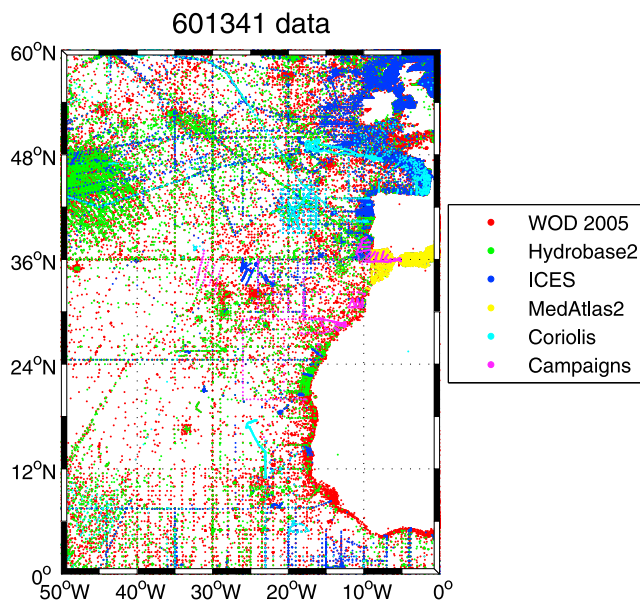 601341 data
60°N
48°N
36°N
24°N
12°N
0°
50°W
40°W
30°W
20°W
10°W
0°
WOD 2005
Hydrobase2
ICES
MedAtlas2
Coriolis
Campaigns